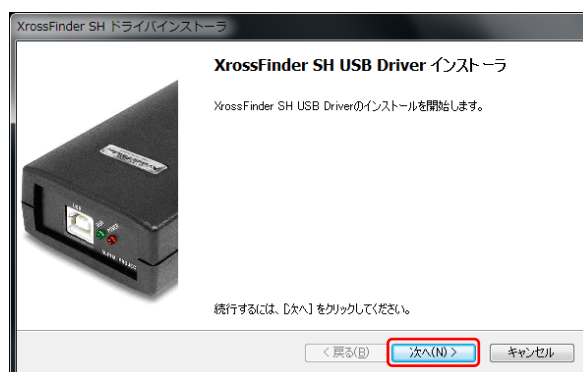 XrossFinder SH ドライバインストーラ
XrossFinder SH USB Driver インストーラ
XrossFinder SH USB Driverのインストールを開始します。
USB
ALPHA PROJECT
続行するには、[次へ] をクリックしてください。
< 戻る(B)
次へ(N) >
キャンセル